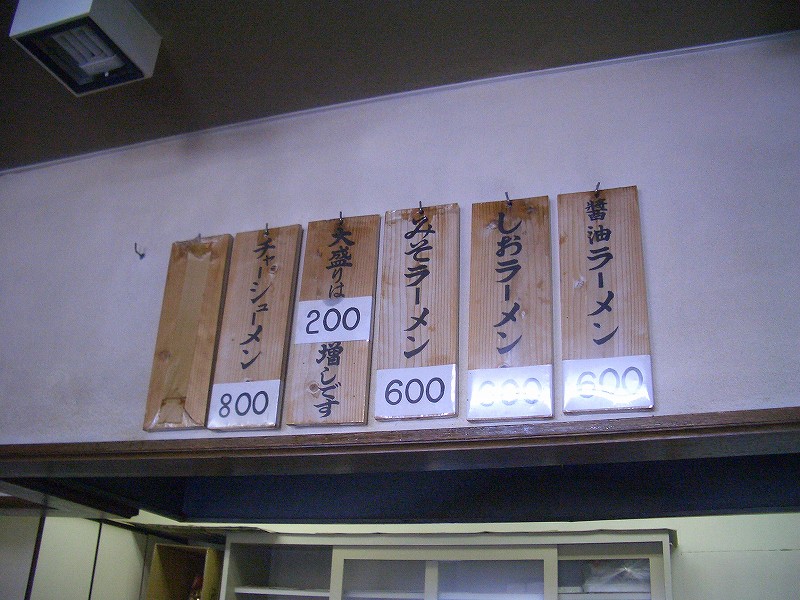 醤油ラーメン
600
しおラーメン
600
みそラーメン
600
大盛りは
200
増しです
チャーシューメン
800